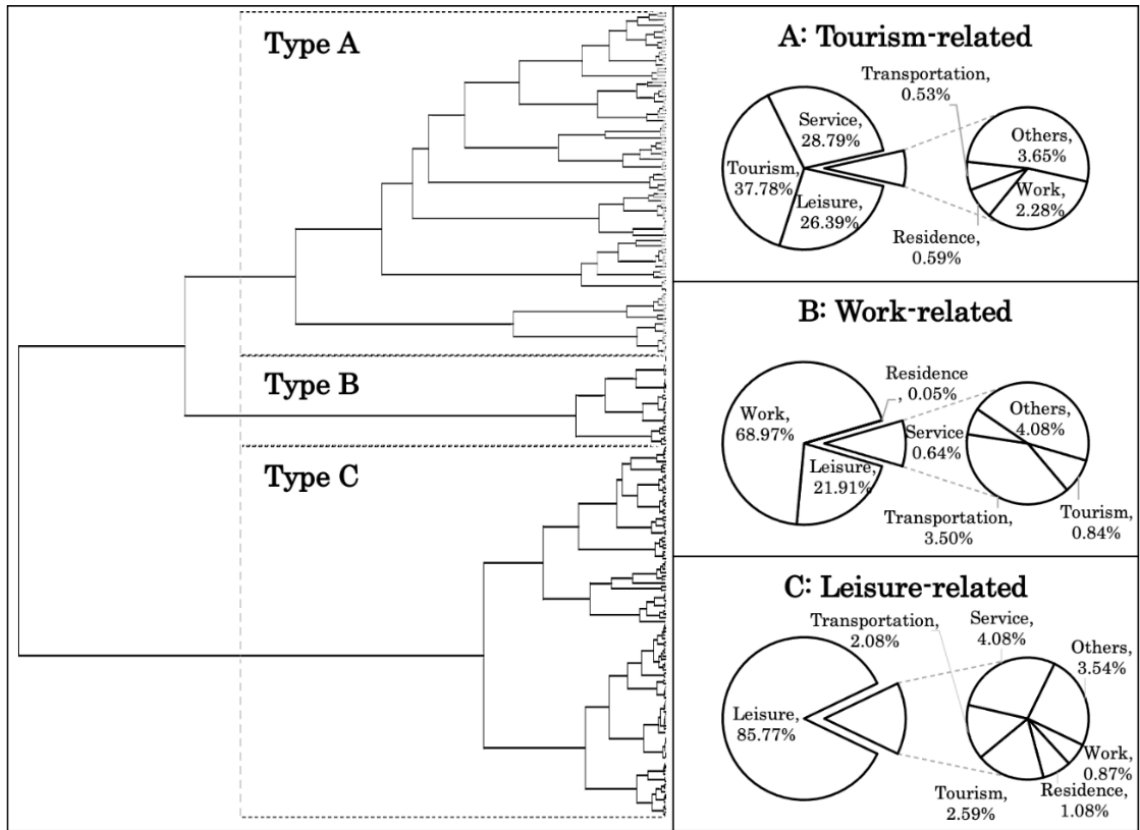 Type A
Type B
Type C
A: Tourism-related
Transportation,
0.53%
Service,
28.79%
Others,
3.65%
Tourism,
37.78%
Work,
2.28%
Leisure,
26.39%
Residence,
0.59%
B: Work-related
Residence
, 0.05%
Work,
68.97%
Others,
4.08%
Service
0.64%
Leisure,
21.91%
Transportation,
3.50%
Tourism,
0.84%
C: Leisure-related
Transportation,
2.08%
Service,
4.08%
Others,
3.54%
Leisure,
85.77%
Work,
0.87%
Tourism,
2.59%
Residence,
1.08%